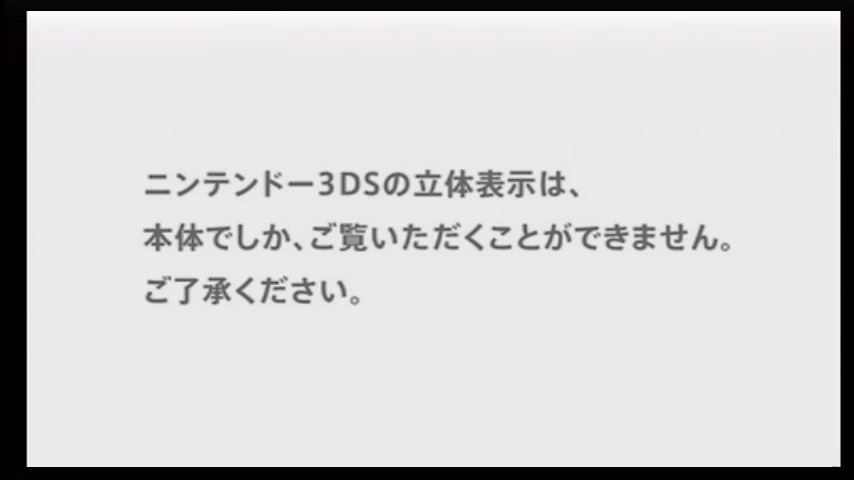 ニンテンドー3DSの立体表示は、
本体でしか、ご覧いただくことができません。
ご了承ください。